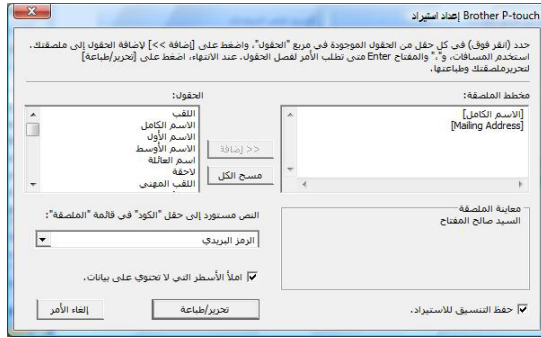 إعداد استيراد Brother P-touch
حدد (انقر فوق) في كل حقل من الحقول الموجودة في مربع "الحقول"، واضغط على [إضافة >>] لإضافة الحقول إلى ملصقتك.
استخدم المسافات، و"،" والمفتاح Enter متى تطلب الأمر لفصل الحقول. عند الانتهاء، اضغط على [تحرير/طباعة]
لتحريرملصقتك وطباعتها.
مخطط الملصقة:
[الاسم الكامل]
[Mailing Address]
الحقول:
اللقب
الاسم الكامل
الاسم الأول
الاسم الأوسط
اسم العائلة
لاحقة
اللقب المهني
إضافة >>
مسح الكل
معاينة الملصقة
السيد صالح المفتاح
النص مستورد إلى حقل "الكود" في قائمة "الملصقة":
الرمز البريدي
املأ الأسطر التي لا تحتوي على بيانات.
حفظ التنسيق للاستيراد.
تحرير/طباعة
إلغاء الأمر